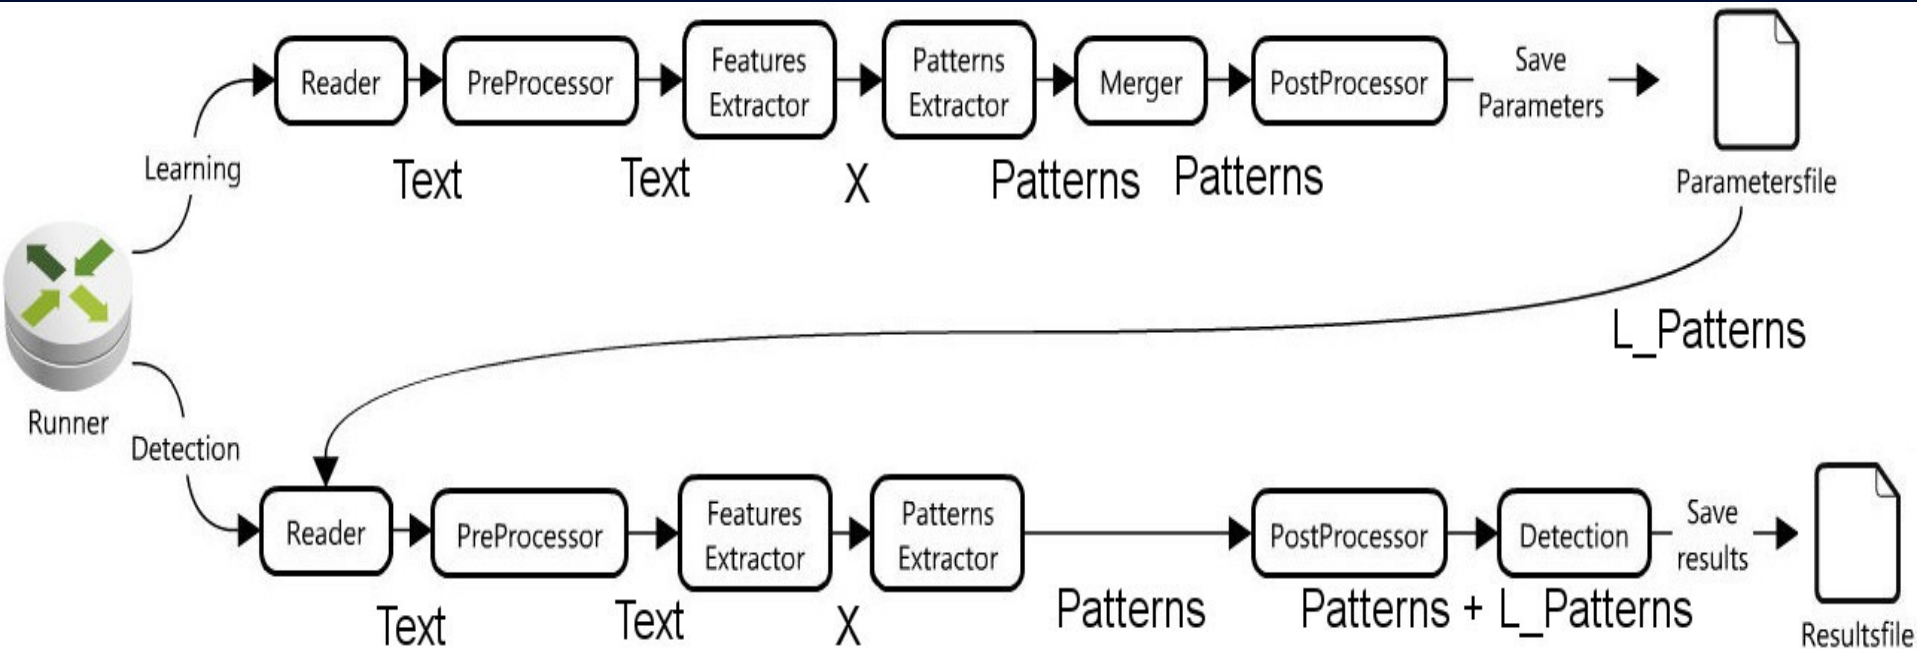 Reader
PreProcessor
Features
Extractor
Patterns
Extractor
Merger
PostProcessor
Save
Parameters
Parametersfile
Learning
Text
Text
X
Patterns
Patterns
L_Patterns
Runner
Detection
Reader
PreProcessor
Features
Extractor
Patterns
Extractor
PostProcessor
Detection
Save
results
Resultsfile
Text
Text
X
Patterns
Patterns + L_Patterns